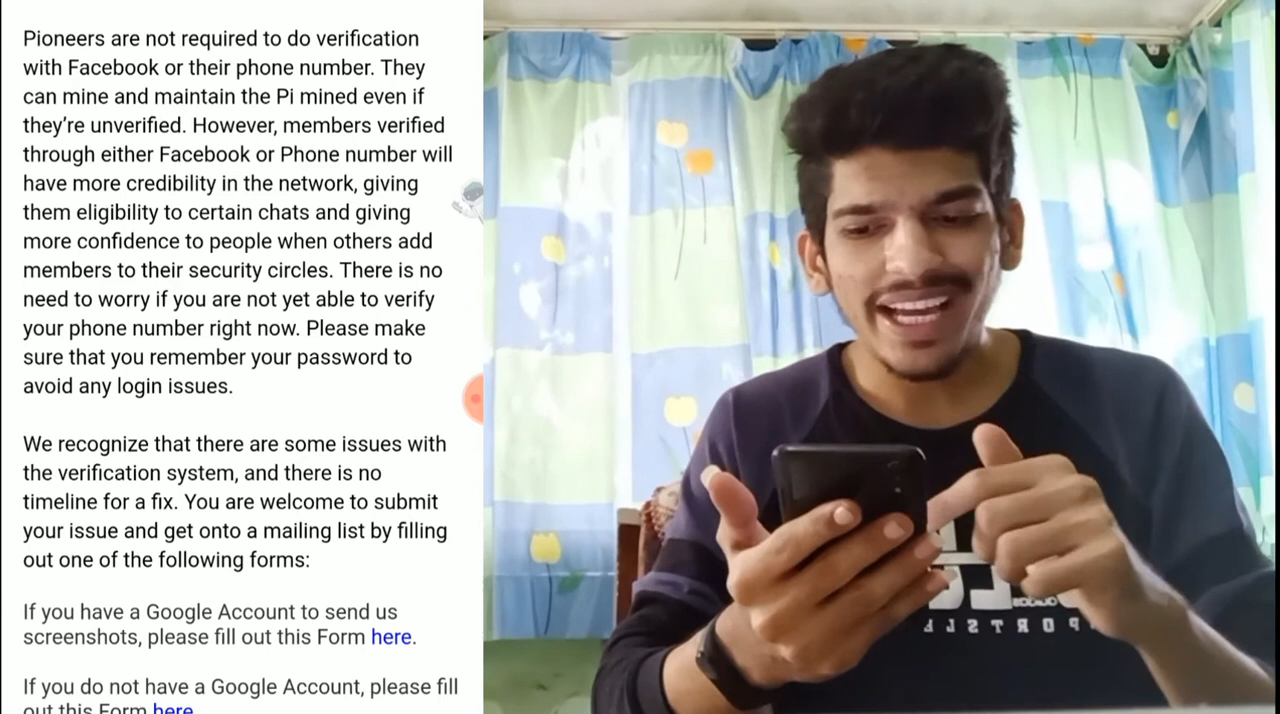 Pioneers are not required to do verification
with Facebook or their phone number. They
can mine and maintain the Pi mined even if
they’re unverified. However, members verified
through either Facebook or Phone number will
have more credibility in the network, giving
them eligibility to certain chats and giving
more confidence to people when others add
members to their security circles. There is no
need to worry if you are not yet able to verify
your phone number right now. Please make
sure that you remember your password to
avoid any login issues.
We recognize that there are some issues with
the verification system, and there is no
timeline for a fix. You are welcome to submit
your issue and get onto a mailing list by filling
out one of the following forms:
If you have a Google Account to send us
screenshots, please fill out this Form here.
If you do not have a Google Account, please fill
out this Form here